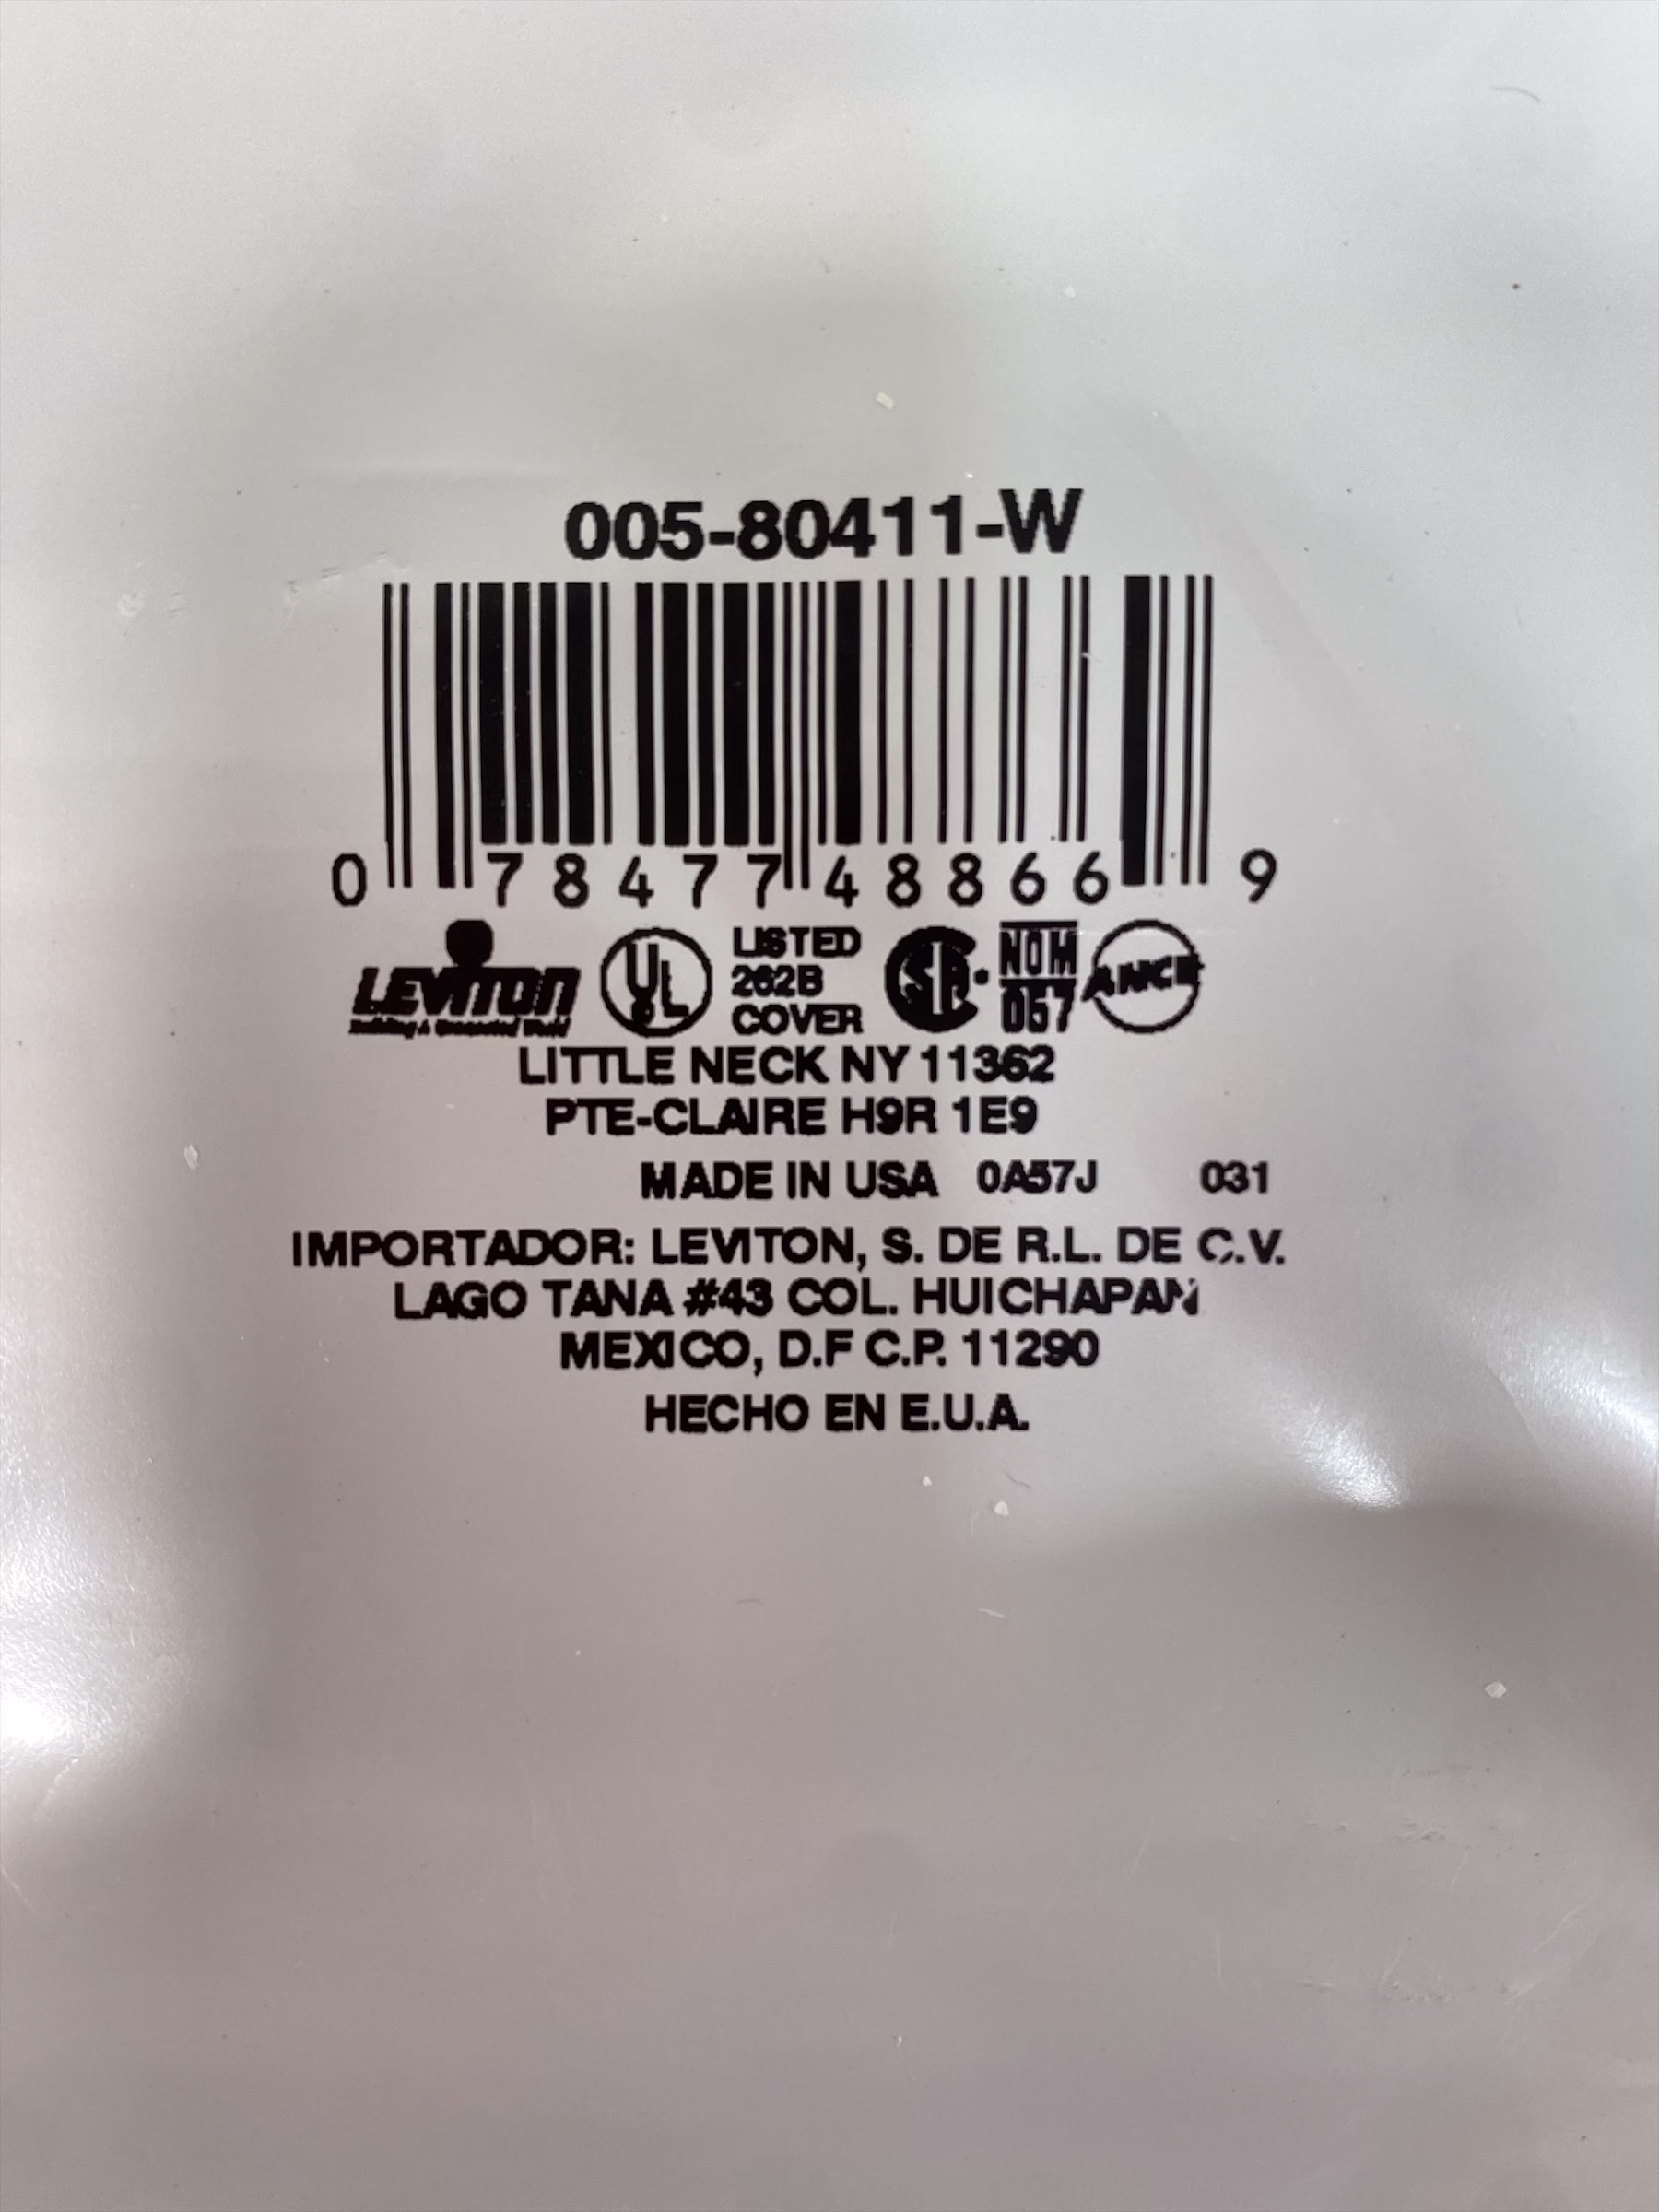 005-80411-W
0 78477 48866 9
LEVITON UL LISTED 262B COVER NOM 057 ANCE
LITTLE NECK NY 11362
PTE-CLAIRE H9R 1E9
MADE IN USA 0A57J 031
IMPORTADOR: LEVITON, S. DE R.L. DE C.V.
LAGO TANA #43 COL. HUICHAPAN
MEXICO, D.F C.P. 11290
HECHO EN E.U.A.